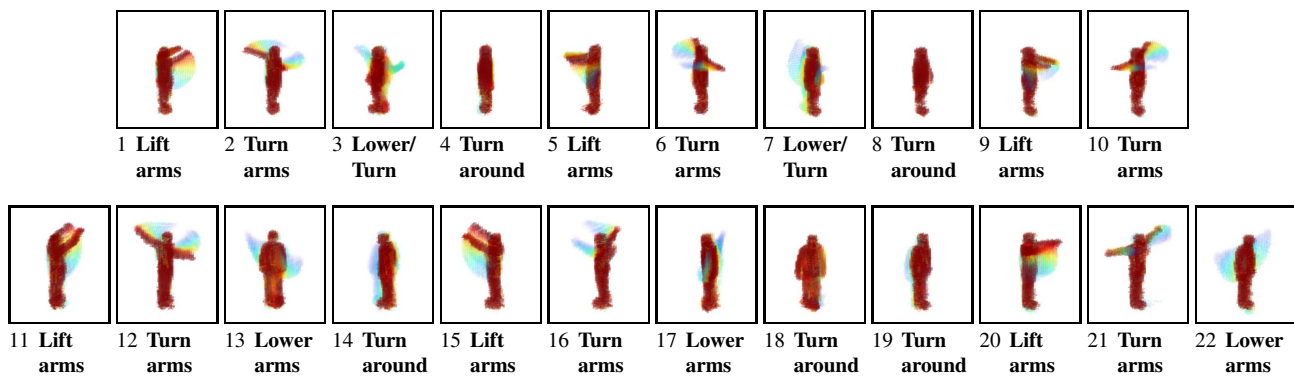 1 Lift arms
2 Turn arms
3 Lower/ Turn
4 Turn around
5 Lift arms
6 Turn arms
7 Lower/ Turn
8 Turn around
9 Lift arms
10 Turn arms
11 Lift arms
12 Turn arms
13 Lower arms
14 Turn around
15 Lift arms
16 Turn arms
17 Lower arms
18 Turn around
19 Turn around
20 Lift arms
21 Turn arms
22 Lower arms